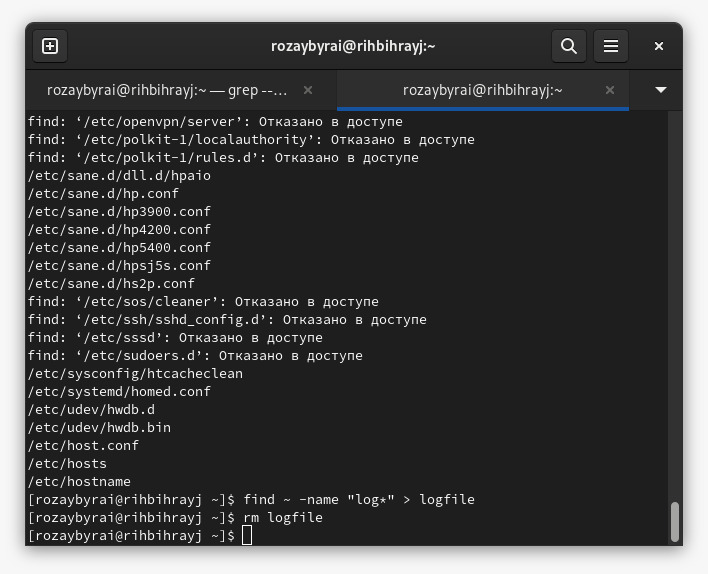 rozaybyrai@rihbihrayj:~
rozaybyrai@rihbihrayj:~ — grep --...
rozaybyrai@rihbihrayj:~
find: ‘/etc/openvpn/server’: Отказано в доступе
find: ‘/etc/polkit-1/localauthority’: Отказано в доступе
find: ‘/etc/polkit-1/rules.d’: Отказано в доступе
/etc/sane.d/dll.d/hpaio
/etc/sane.d/hp.conf
/etc/sane.d/hp3900.conf
/etc/sane.d/hp4200.conf
/etc/sane.d/hp5400.conf
/etc/sane.d/hpsj5s.conf
/etc/sane.d/hs2p.conf
find: ‘/etc/sos/cleaner’: Отказано в доступе
find: ‘/etc/ssh/sshd_config.d’: Отказано в доступе
find: ‘/etc/sssd’: Отказано в доступе
find: ‘/etc/sudoers.d’: Отказано в доступе
/etc/sysconfig/htcacheclean
/etc/systemd/homed.conf
/etc/udev/hwdb.d
/etc/udev/hwdb.bin
/etc/host.conf
/etc/hosts
/etc/hostname
[rozaybyrai@rihbihrayj ~]$ find ~ -name "log*" > logfile
[rozaybyrai@rihbihrayj ~]$ rm logfile
[rozaybyrai@rihbihrayj ~]$